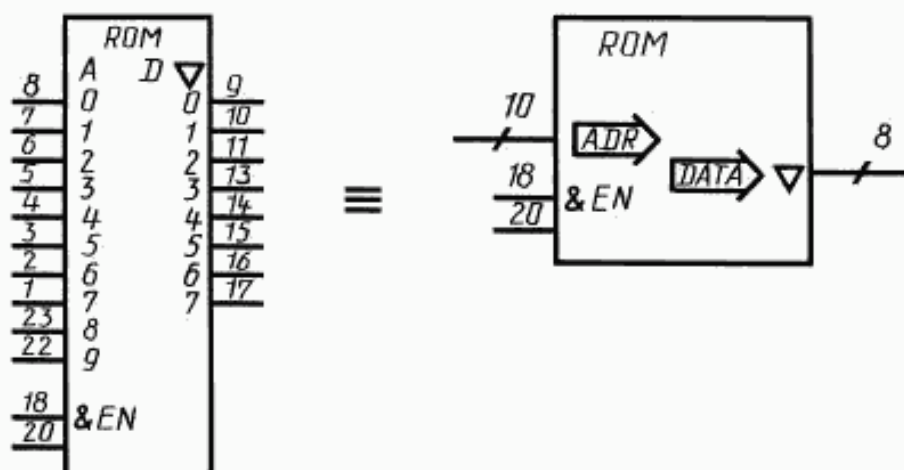 ROM
A D
8 0 0 9
7 1 1 10
6 2 2 11
5 3 3 13
4 4 4 14
3 5 5 15
2 6 6 16
1 7 7 17
23 8
22 9
18 &EN
20
≡
ROM
10 ADR
DATA 8
18 &EN
20